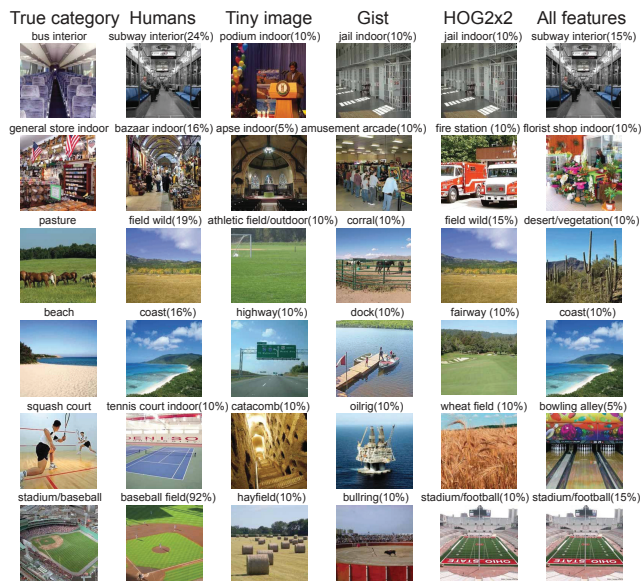 True category Humans Tiny image Gist HOG2x2 All features
bus interior subway interior(24%) podium indoor(10%) jail indoor(10%) jail indoor(10%) subway interior(15%)
general store indoor bazaar indoor(16%) apse indoor(5%) amusement arcade(10%) fire station (10%) florist shop indoor(10%)
pasture field wild(19%) athletic field/outdoor(10%) corral(10%) field wild(15%) desert/vegetation(10%)
beach coast(16%) highway(10%) dock(10%) fairway (10%) coast(10%)
squash court tennis court indoor(10%) catacomb(10%) oilrig(10%) wheat field (10%) bowling alley(5%)
stadium/baseball baseball field(92%) hayfield(10%) bullring(10%) stadium/football(10%) stadium/football(15%)
OHIO STATE OHIO STATE